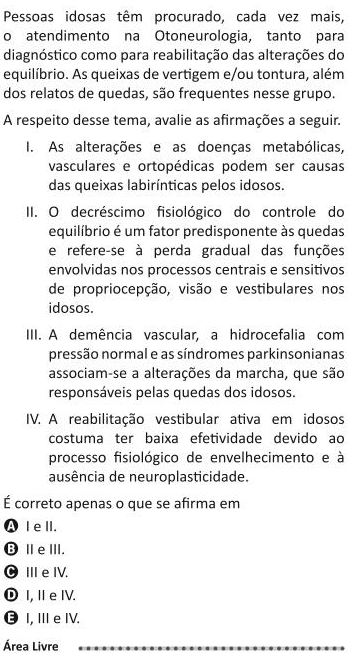 Pessoas idosas têm procurado, cada vez mais,
o atendimento na Otoneurologia, tanto para
diagnóstico como para reabilitação das alterações do
equilíbrio. As queixas de vertigem e/ou tontura, além
dos relatos de quedas, são frequentes nesse grupo.
A respeito desse tema, avalie as afirmações a seguir.
I. As alterações e as doenças metabólicas,
vasculares e ortopédicas podem ser causas
das queixas labirínticas pelos idosos.
II. O decréscimo fisiológico do controle do
equilíbrio é um fator predisponente às quedas
e refere-se à perda gradual das funções
envolvidas nos processos centrais e sensitivos
de propriocepção, visão e vestibulares nos
idosos.
III. A demência vascular, a hidrocefalia com
pressão normal e as síndromes parkinsonianas
associam-se a alterações da marcha, que são
responsáveis pelas quedas dos idosos.
IV. A reabilitação vestibular ativa em idosos
costuma ter baixa efetividade devido ao
processo fisiológico de envelhecimento e à
ausência de neuroplasticidade.
É correto apenas o que se afirma em
A I e II.
B II e III.
C III e IV.
D I, II e IV.
E I, III e IV.
Área Livre